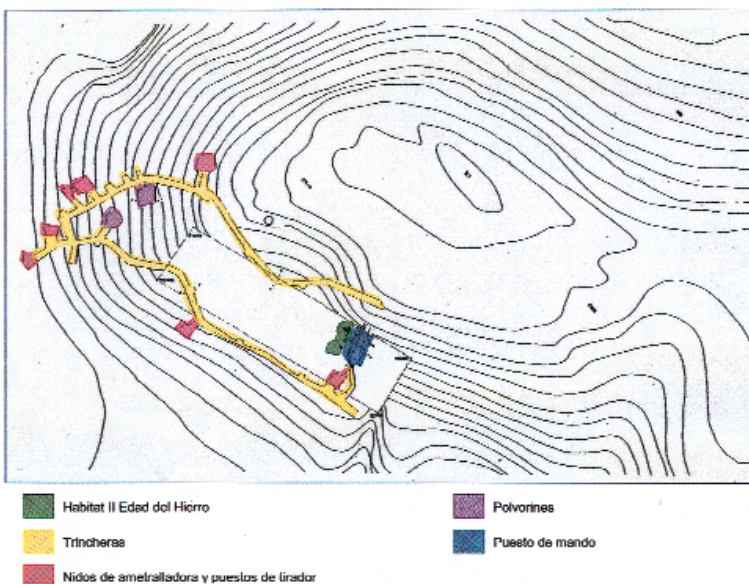 Habitat II Edad del Hierro
Trincheras
Nidos de ametralladora y puestos de tirador
Polvorines
Puesto de mando